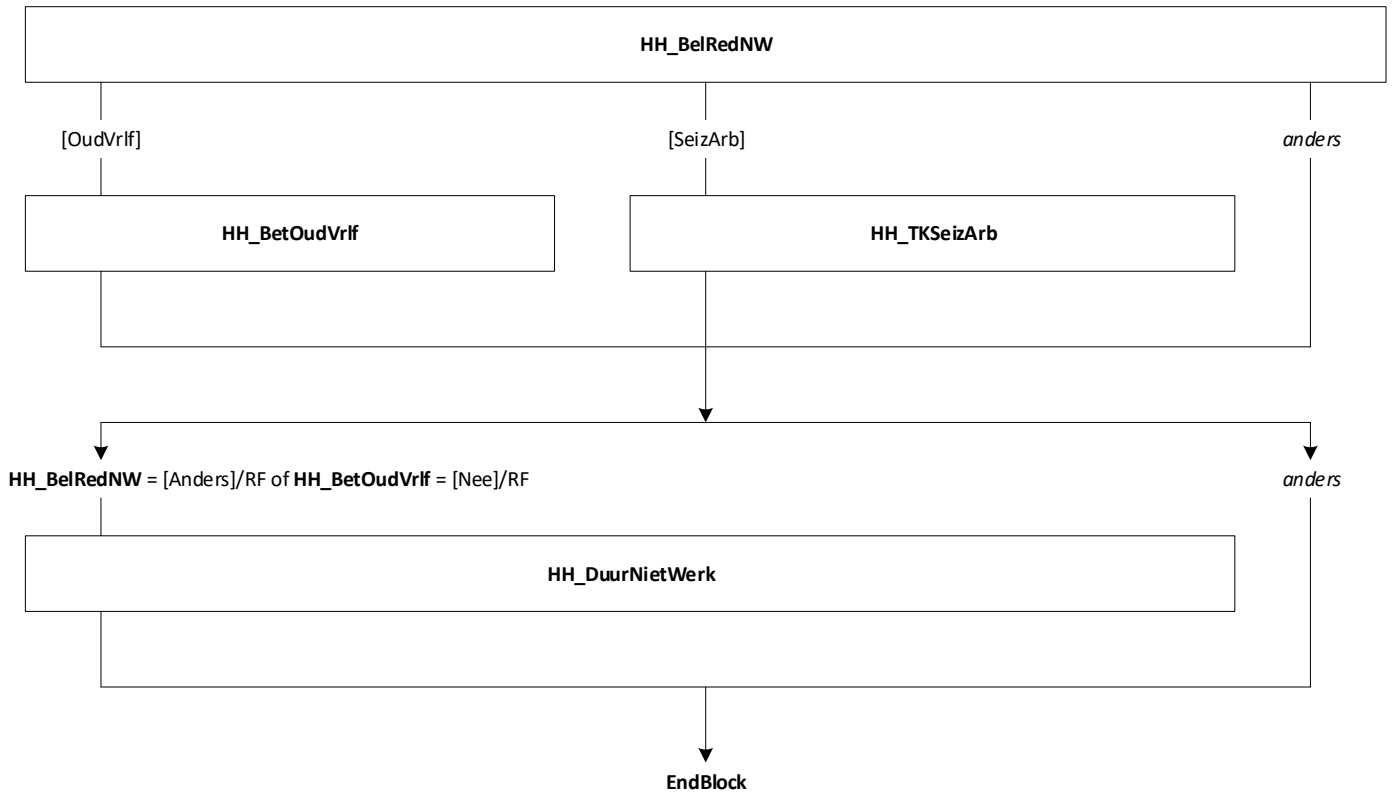 HH_BelRedNW
[OudVrlf] [SeizArb] anders
HH_BetOudVrlf HH_TKSeizArb
HH_BelRedNW = [Anders]/RF of HH_BetOudVrlf = [Nee]/RF anders
HH_DuurNietWerk
EndBlock